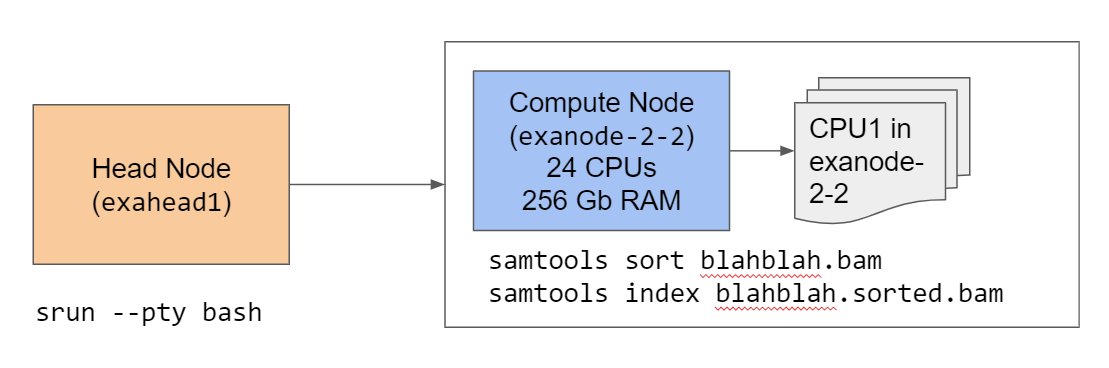 Head Node
(exahead1)
srun --pty bash
Compute Node
(exanode-2-2)
24 CPUs
256 Gb RAM
CPU1 in
exanode-
2-2
samtools sort blahblah.bam
samtools index blahblah.sorted.bam